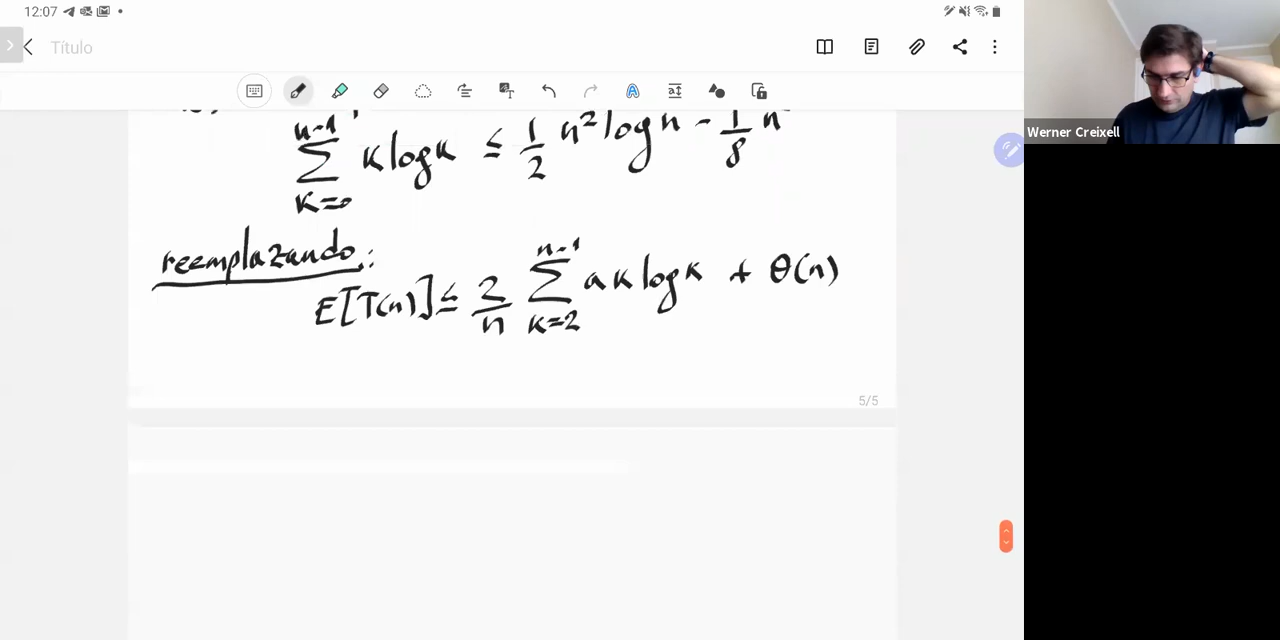 12:07
Título
n-1
∑ k log k ≤ 1/2 n² log n - 1/8 n²
k=0
reemplazando:
n-1
E[T(n)] ≤ 2/n ∑ a k log k + θ(n)
k=2
5/5
Werner Creixell